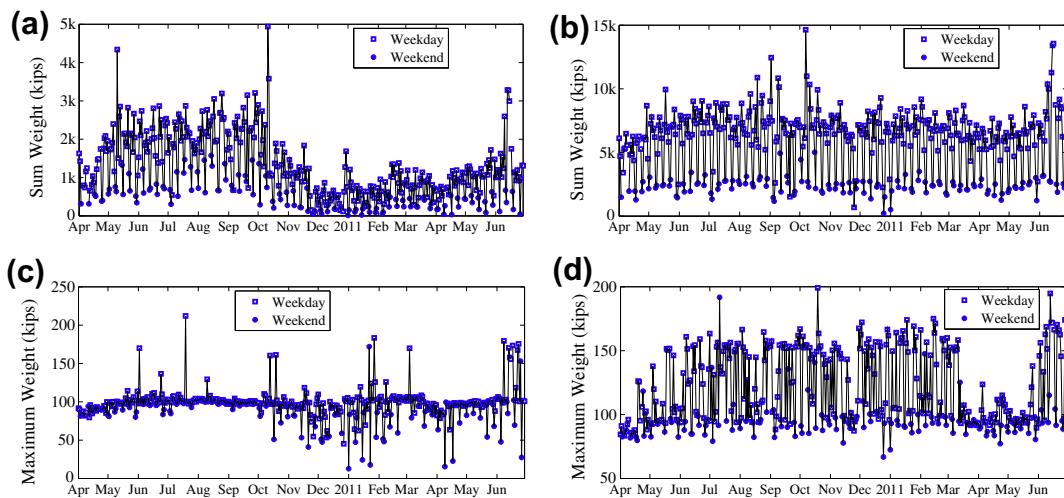 (a)
Sum Weight (kips)
5k
4k
3k
2k
1k
0
Weekday
Weekend
Apr May Jun Jul Aug Sep Oct Nov Dec 2011 Feb Mar Apr May Jun
(b)
Sum Weight (kips)
15k
10k
5k
0
Weekday
Weekend
Apr May Jun Jul Aug Sep Oct Nov Dec 2011 Feb Mar Apr May Jun
(c)
Maximum Weight (kips)
250
200
150
100
50
0
Weekday
Weekend
Apr May Jun Jul Aug Sep Oct Nov Dec 2011 Feb Mar Apr May Jun
(d)
Maximum Weight (kips)
200
150
100
50
Weekday
Weekend
Apr May Jun Jul Aug Sep Oct Nov Dec 2011 Feb Mar Apr May Jun